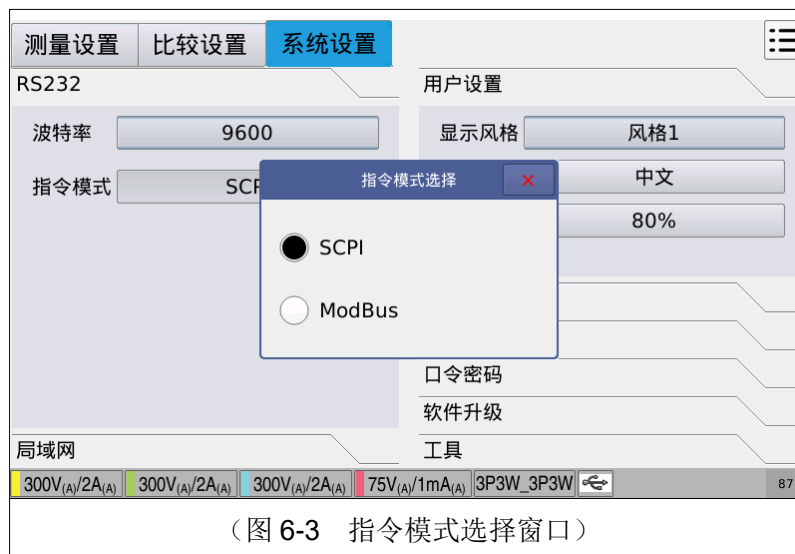 测量设置 比较设置 系统设置
RS232
用户设置
波特率 9600
显示风格 风格1
指令模式 SCP
指令模式选择
中文
80%
SCPI
ModBus
口令密码
软件升级
局域网
工具
300V(A)/2A(A) 300V(A)/2A(A) 300V(A)/2A(A) 75V(A)/1mA(A) 3P3W_3P3W 87
（图 6-3 指令模式选择窗口）